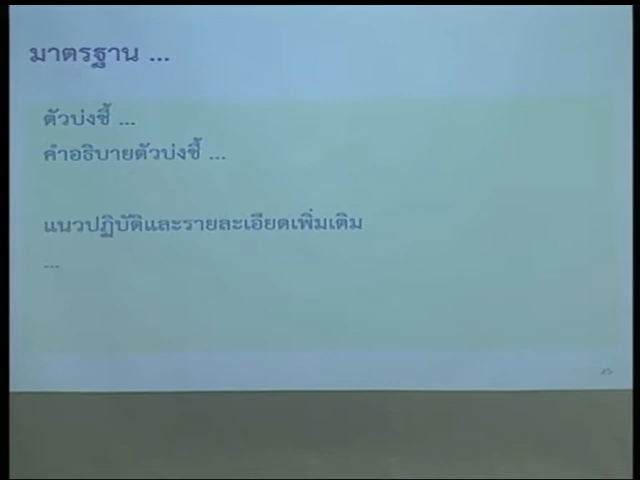 มาตรฐาน ...
ตัวบ่งชี้ ...
คำอธิบายตัวบ่งชี้ ...
แนวปฏิบัติและรายละเอียดเพิ่มเติม
...